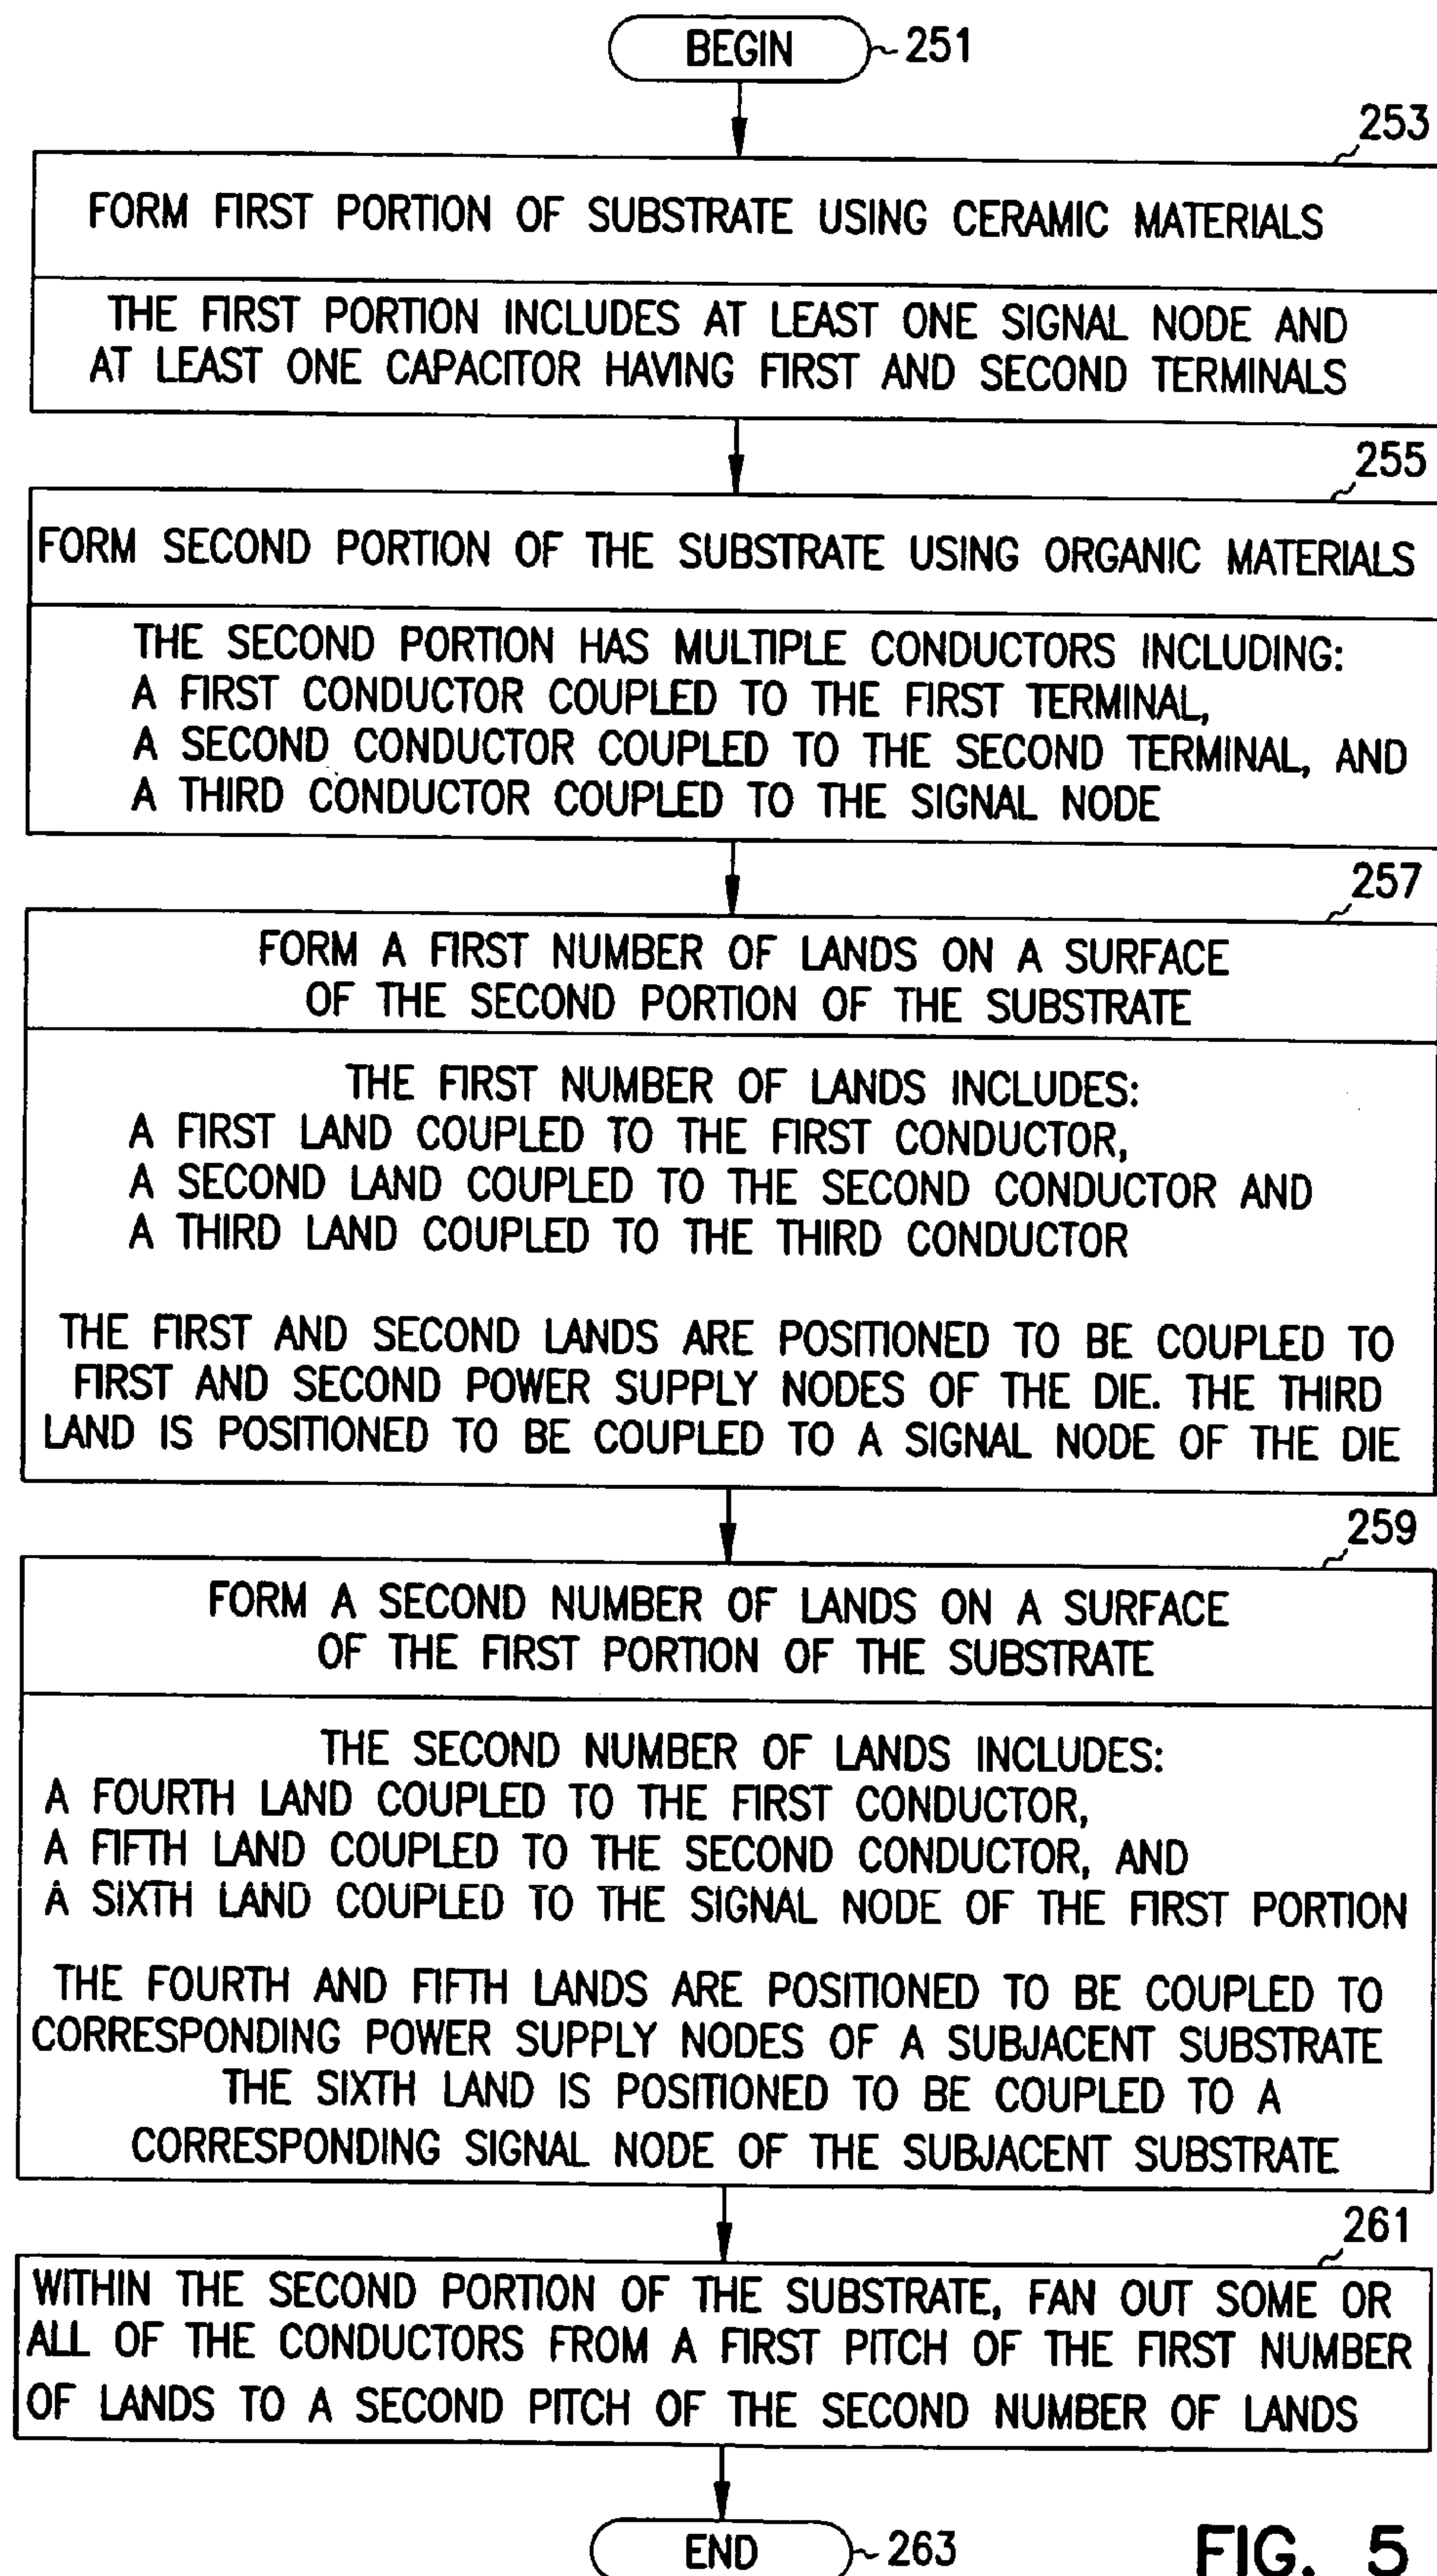 BEGIN
251
253
FORM FIRST PORTION OF SUBSTRATE USING CERAMIC MATERIALS
THE FIRST PORTION INCLUDES AT LEAST ONE SIGNAL NODE AND
AT LEAST ONE CAPACITOR HAVING FIRST AND SECOND TERMINALS
255
FORM SECOND PORTION OF THE SUBSTRATE USING ORGANIC MATERIALS
THE SECOND PORTION HAS MULTIPLE CONDUCTORS INCLUDING:
A FIRST CONDUCTOR COUPLED TO THE FIRST TERMINAL,
A SECOND CONDUCTOR COUPLED TO THE SECOND TERMINAL, AND
A THIRD CONDUCTOR COUPLED TO THE SIGNAL NODE
257
FORM A FIRST NUMBER OF LANDS ON A SURFACE
OF THE SECOND PORTION OF THE SUBSTRATE
THE FIRST NUMBER OF LANDS INCLUDES:
A FIRST LAND COUPLED TO THE FIRST CONDUCTOR,
A SECOND LAND COUPLED TO THE SECOND CONDUCTOR AND
A THIRD LAND COUPLED TO THE THIRD CONDUCTOR
THE FIRST AND SECOND LANDS ARE POSITIONED TO BE COUPLED TO
FIRST AND SECOND POWER SUPPLY NODES OF THE DIE. THE THIRD
LAND IS POSITIONED TO BE COUPLED TO A SIGNAL NODE OF THE DIE
259
FORM A SECOND NUMBER OF LANDS ON A SURFACE
OF THE FIRST PORTION OF THE SUBSTRATE
THE SECOND NUMBER OF LANDS INCLUDES:
A FOURTH LAND COUPLED TO THE FIRST CONDUCTOR,
A FIFTH LAND COUPLED TO THE SECOND CONDUCTOR, AND
A SIXTH LAND COUPLED TO THE SIGNAL NODE OF THE FIRST PORTION
THE FOURTH AND FIFTH LANDS ARE POSITIONED TO BE COUPLED TO
CORRESPONDING POWER SUPPLY NODES OF A SUBJACENT SUBSTRATE
THE SIXTH LAND IS POSITIONED TO BE COUPLED TO A
CORRESPONDING SIGNAL NODE OF THE SUBJACENT SUBSTRATE
261
WITHIN THE SECOND PORTION OF THE SUBSTRATE, FAN OUT SOME OR
ALL OF THE CONDUCTORS FROM A FIRST PITCH OF THE FIRST NUMBER
OF LANDS TO A SECOND PITCH OF THE SECOND NUMBER OF LANDS
END
263
FIG. 5